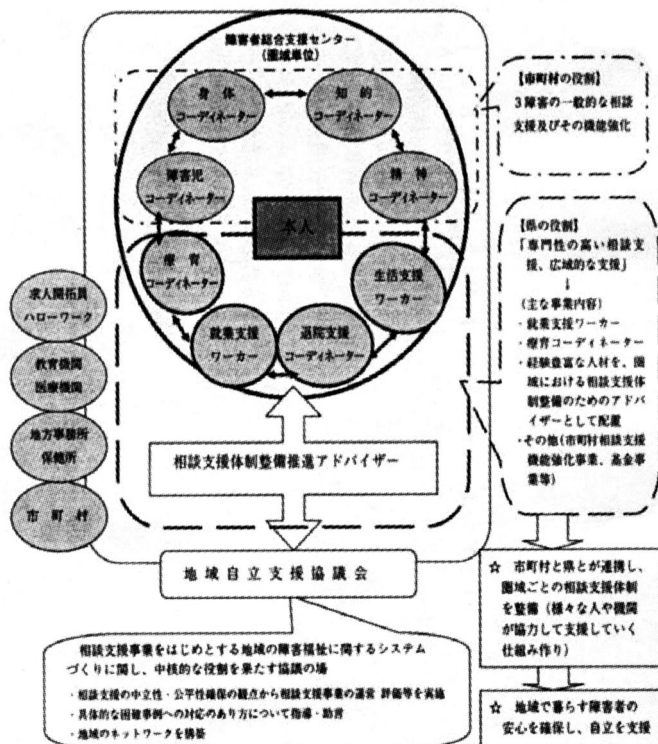 障害者総合支援センター
(圏域単位)
身 体
コーディネーター
知 的
コーディネーター
障害児
コーディネーター
精 神
コーディネーター
本人
療 育
コーディネーター
生活支援
ワーカー
就業支援
ワーカー
退院支援
コーディネーター
求人開拓員
ハローワーク
教育機関
医療機関
地方事務所
保健所
市 町 村
相談支援体制整備推進アドバイザー
地域自立支援協議会
相談支援事業をはじめとする地域の障害福祉に関するシステム
づくりに関し、中核的な役割を果たす協議の場
・相談支援の中立性・公平性確保の観点から相談支援事業の運営 評価等を実施
・具体的な困難事例への対応のあり方について指導・助言
・地域のネットワークを構築
【市町村の役割】
3障害の一般的な相談
支援及びその機能強化
【県の役割】
「専門性の高い相談支
援、広域的な支援」
↓
(主な事業内容)
・就業支援ワーカー
・療育コーディネーター
・経験豊富な人材を、圏
域における相談支援体
制整備のためのアドバ
イザーとして配置
・その他(市町村相談支援
機能強化事業、基金事
業等)
☆ 市町村と県とが連携し、
圏域ごとの相談支援体制
を整備(様々な人や機関
が協力して支援していく
仕組み作り)
☆ 地域で暮らす障害者の
安心を確保し、自立を支援